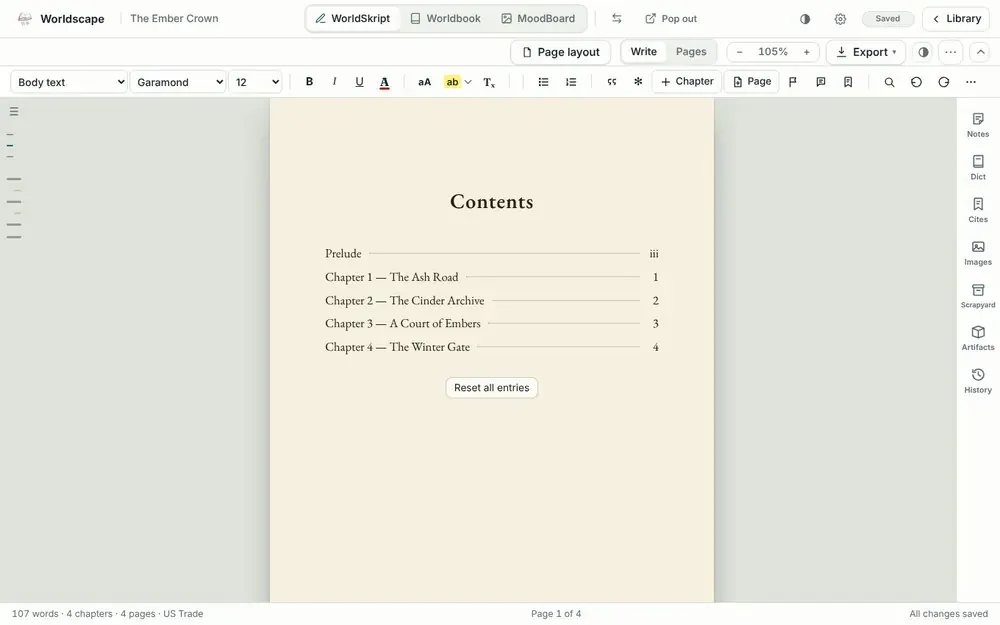 Worldscape The Ember Crown WorldSkript Worldbook MoodBoard Pop out Saved Library
Page layout Write Pages − 105% + Export
Body text Garamond 12 B I U A aA ab Tx Chapter Page
Notes
Dict
Cites
Images
Scrapyard
Artifacts
History
Contents
Prelude iii
Chapter 1 — The Ash Road 1
Chapter 2 — The Cinder Archive 2
Chapter 3 — A Court of Embers 3
Chapter 4 — The Winter Gate 4
Reset all entries
107 words · 4 chapters · 4 pages · US Trade Page 1 of 4 All changes saved